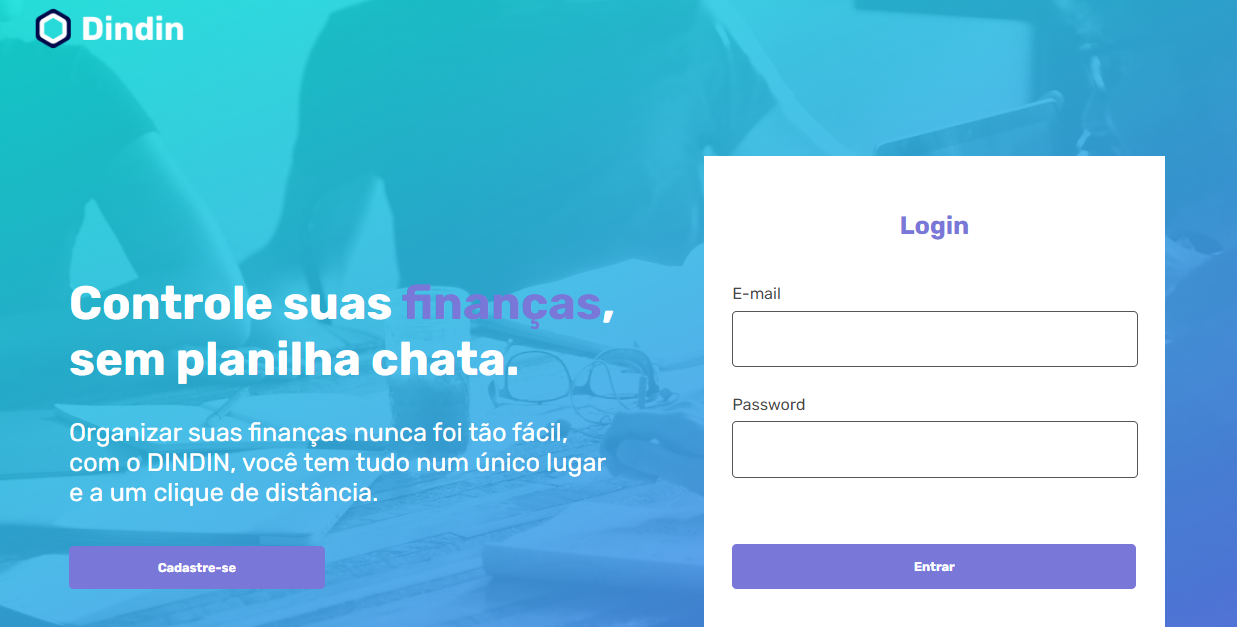 Dindin
Controle suas finanças,
sem planilha chata.
Organizar suas finanças nunca foi tão fácil,
com o DINDIN, você tem tudo num único lugar
e a um clique de distância.
Cadastre-se
Login
E-mail
Password
Entrar